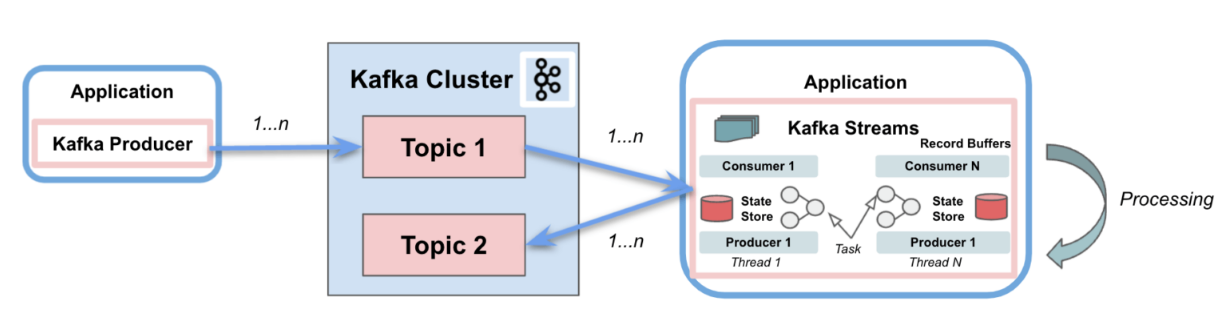 Application
Kafka Producer
1...n
Kafka Cluster
Topic 1
Topic 2
1...n
1...n
Application
Kafka Streams
Record Buffers
Consumer 1
Consumer N
State
Store
State
Store
Task
Producer 1
Producer 1
Thread 1
Thread N
Processing